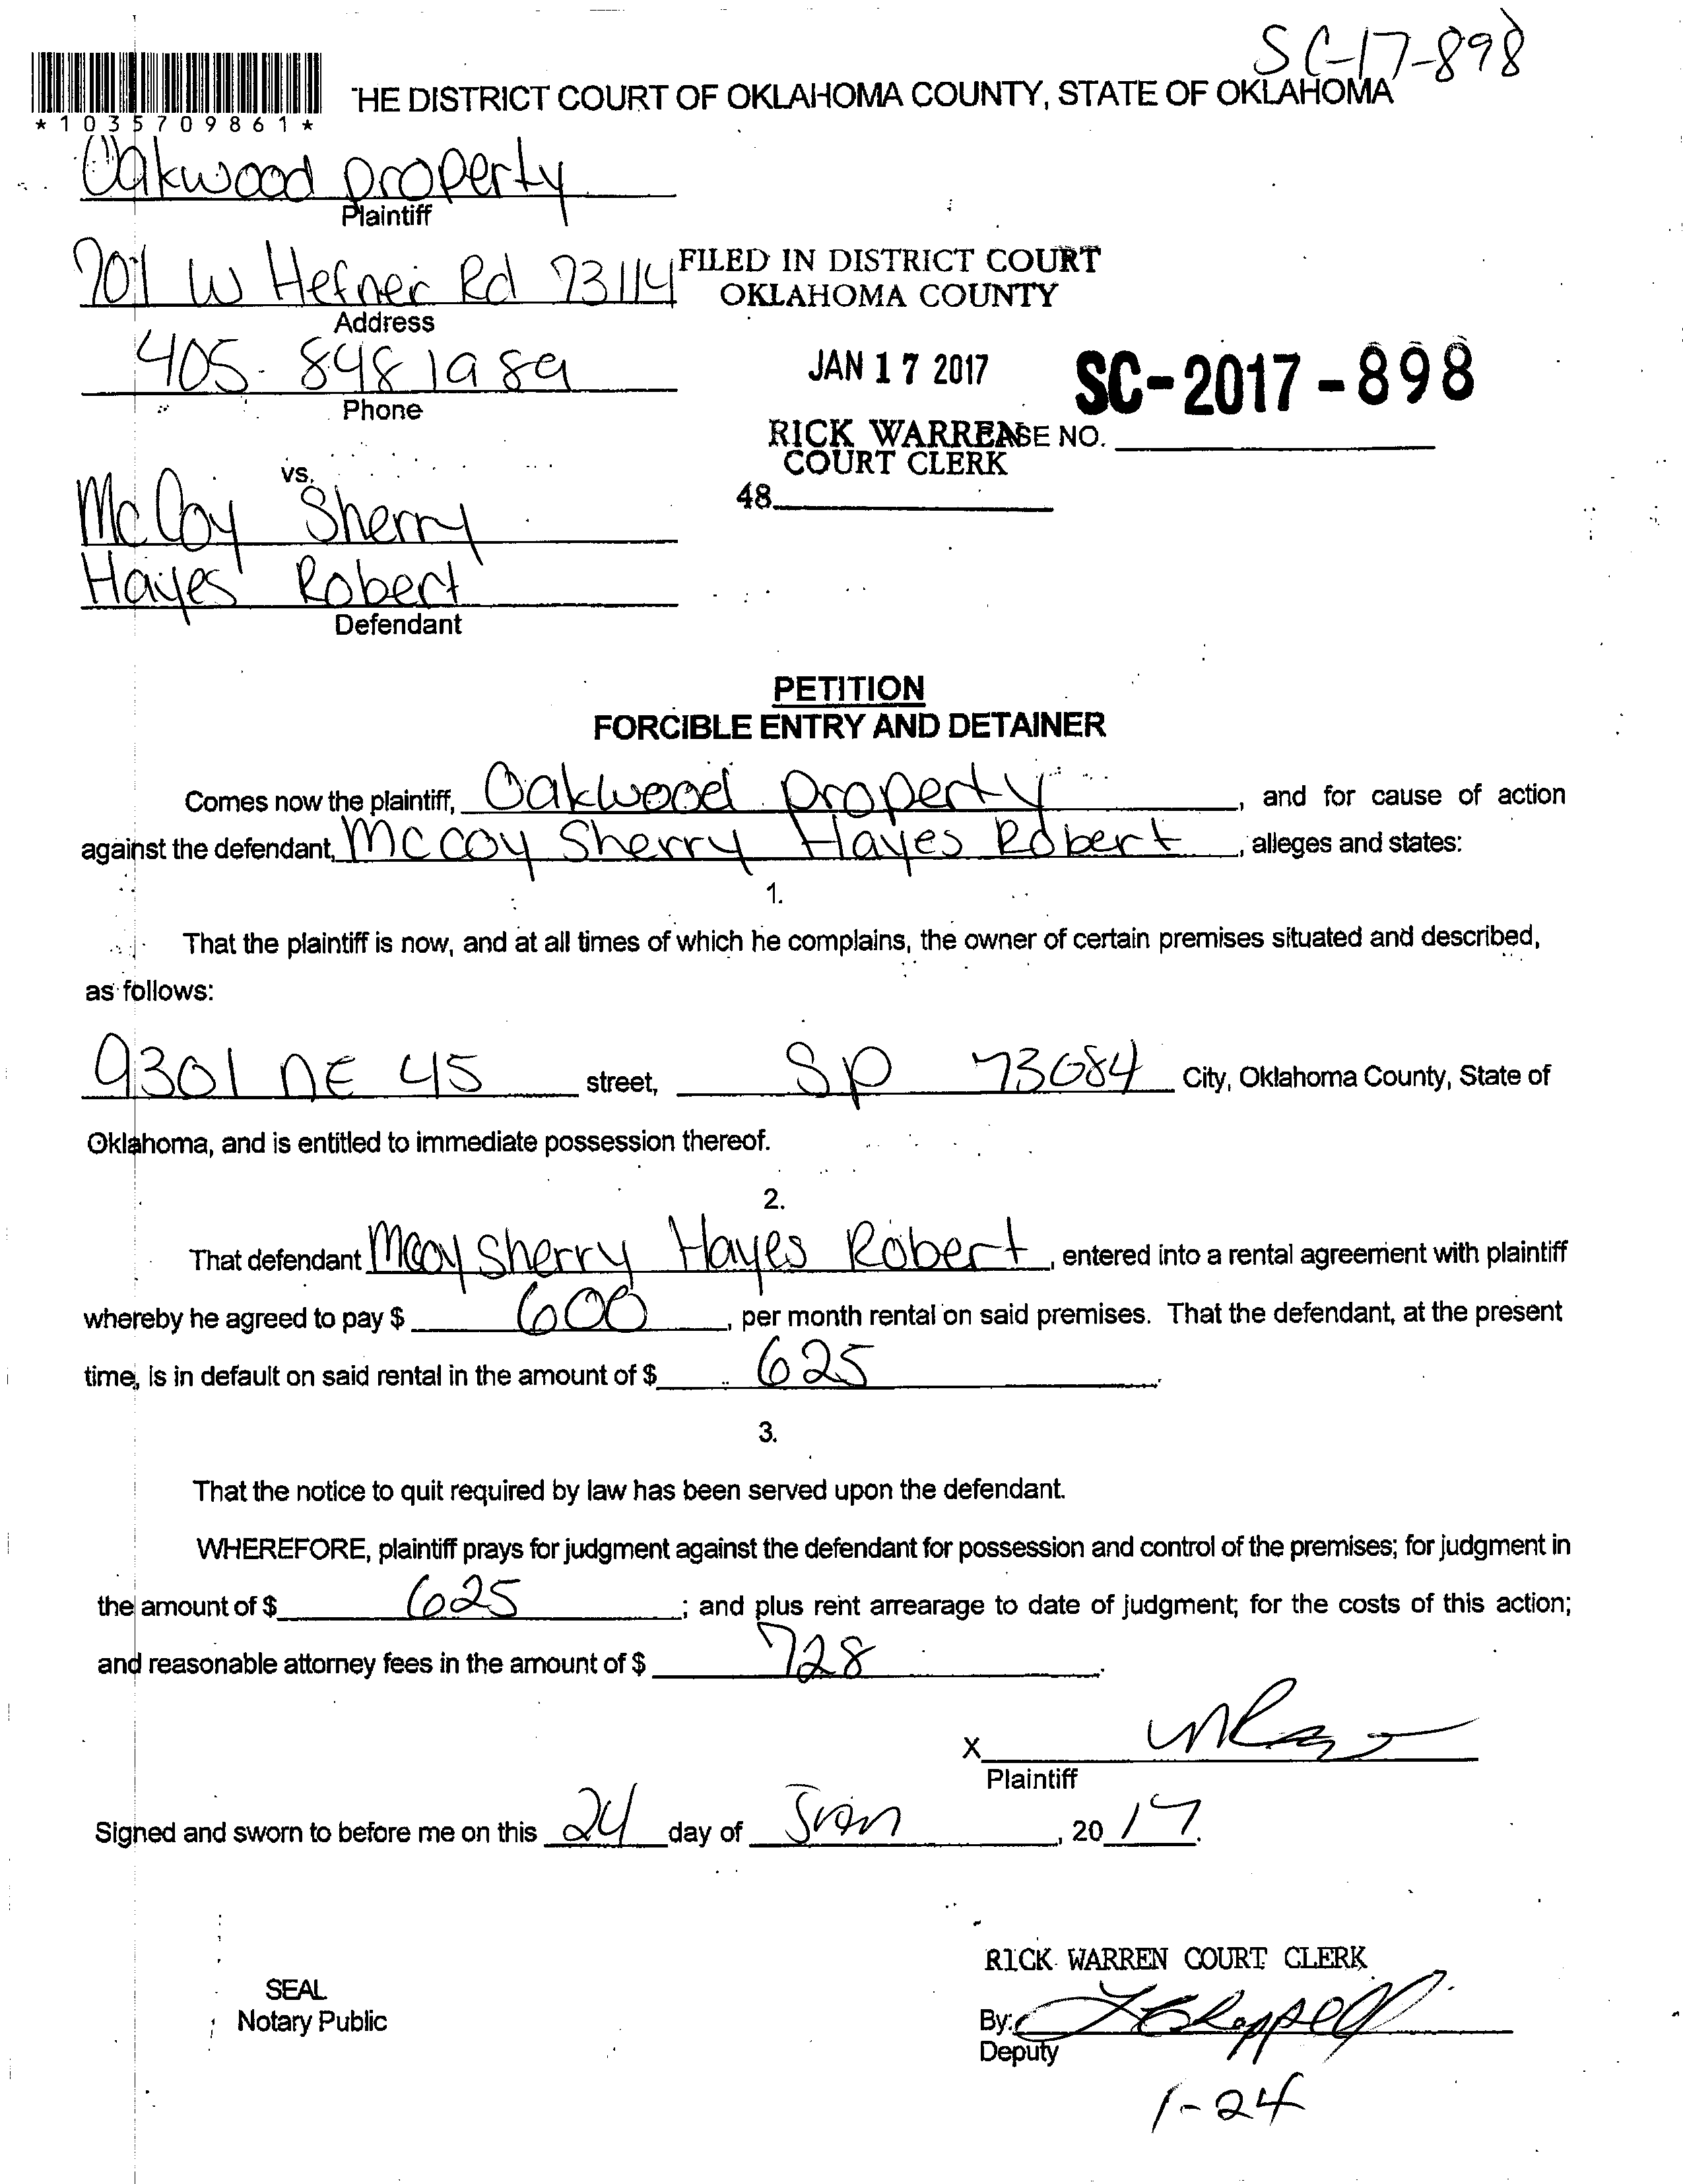 SC-17-898
THE DISTRICT COURT OF OKLAHOMA COUNTY, STATE OF OKLAHOMA
*1035709861*
Oakwood property
Plaintiff
701 W Hefner Rd 73114
FILED IN DISTRICT COURT
OKLAHOMA COUNTY
Address
405-848 1989
JAN 17 2017
SC-2017-898
Phone
RICK WARREN
CASE NO.
COURT CLERK
48
vs.
McCoy Sherry
Hayes Robert
Defendant
PETITION
FORCIBLE ENTRY AND DETAINER
Comes now the plaintiff, Oakwood property, and for cause of action
against the defendant, McCoy Sherry Hayes Robert, alleges and states:
1.
That the plaintiff is now, and at all times of which he complains, the owner of certain premises situated and described,
as follows:
9301 NE 45 street, Sp 73084 City, Oklahoma County, State of
Oklahoma, and is entitled to immediate possession thereof.
2.
That defendant Mcoy Sherry Hayes Robert, entered into a rental agreement with plaintiff
whereby he agreed to pay $ 600, per month rental on said premises. That the defendant, at the present
time, is in default on said rental in the amount of $ 625.
3.
That the notice to quit required by law has been served upon the defendant.
WHEREFORE, plaintiff prays for judgment against the defendant for possession and control of the premises; for judgment in
the amount of $ 625; and plus rent arrearage to date of judgment; for the costs of this action;
and reasonable attorney fees in the amount of $ 728.
X
Plaintiff
Signed and sworn to before me on this 24 day of Jan, 2017.
RICK WARREN COURT CLERK
SEAL
Notary Public
By:
Deputy
1-24